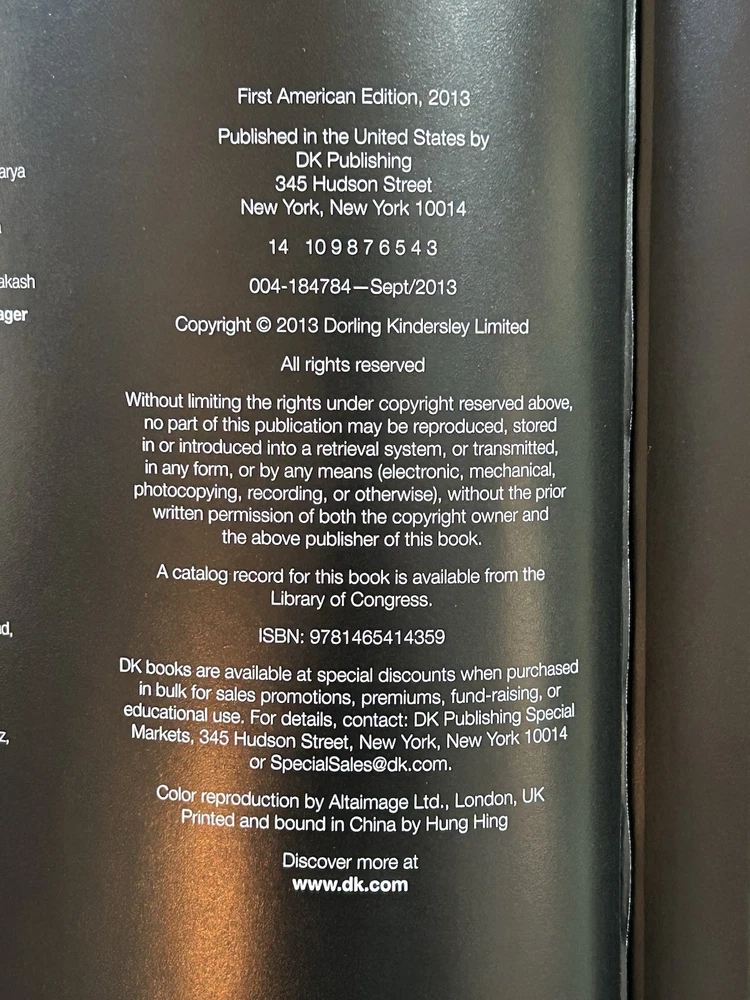 First American Edition, 2013
Published in the United States by
DK Publishing
345 Hudson Street
New York, New York 10014
14 10 9 8 7 6 5 4 3
004-184784—Sept/2013
Copyright © 2013 Dorling Kindersley Limited
All rights reserved
Without limiting the rights under copyright reserved above,
no part of this publication may be reproduced, stored
in or introduced into a retrieval system, or transmitted,
in any form, or by any means (electronic, mechanical,
photocopying, recording, or otherwise), without the prior
written permission of both the copyright owner and
the above publisher of this book.
A catalog record for this book is available from the
Library of Congress.
ISBN: 9781465414359
DK books are available at special discounts when purchased
in bulk for sales promotions, premiums, fund-raising, or
educational use. For details, contact: DK Publishing Special
Markets, 345 Hudson Street, New York, New York 10014
or SpecialSales@dk.com.
Color reproduction by Altaimage Ltd., London, UK
Printed and bound in China by Hung Hing
Discover more at
www.dk.com